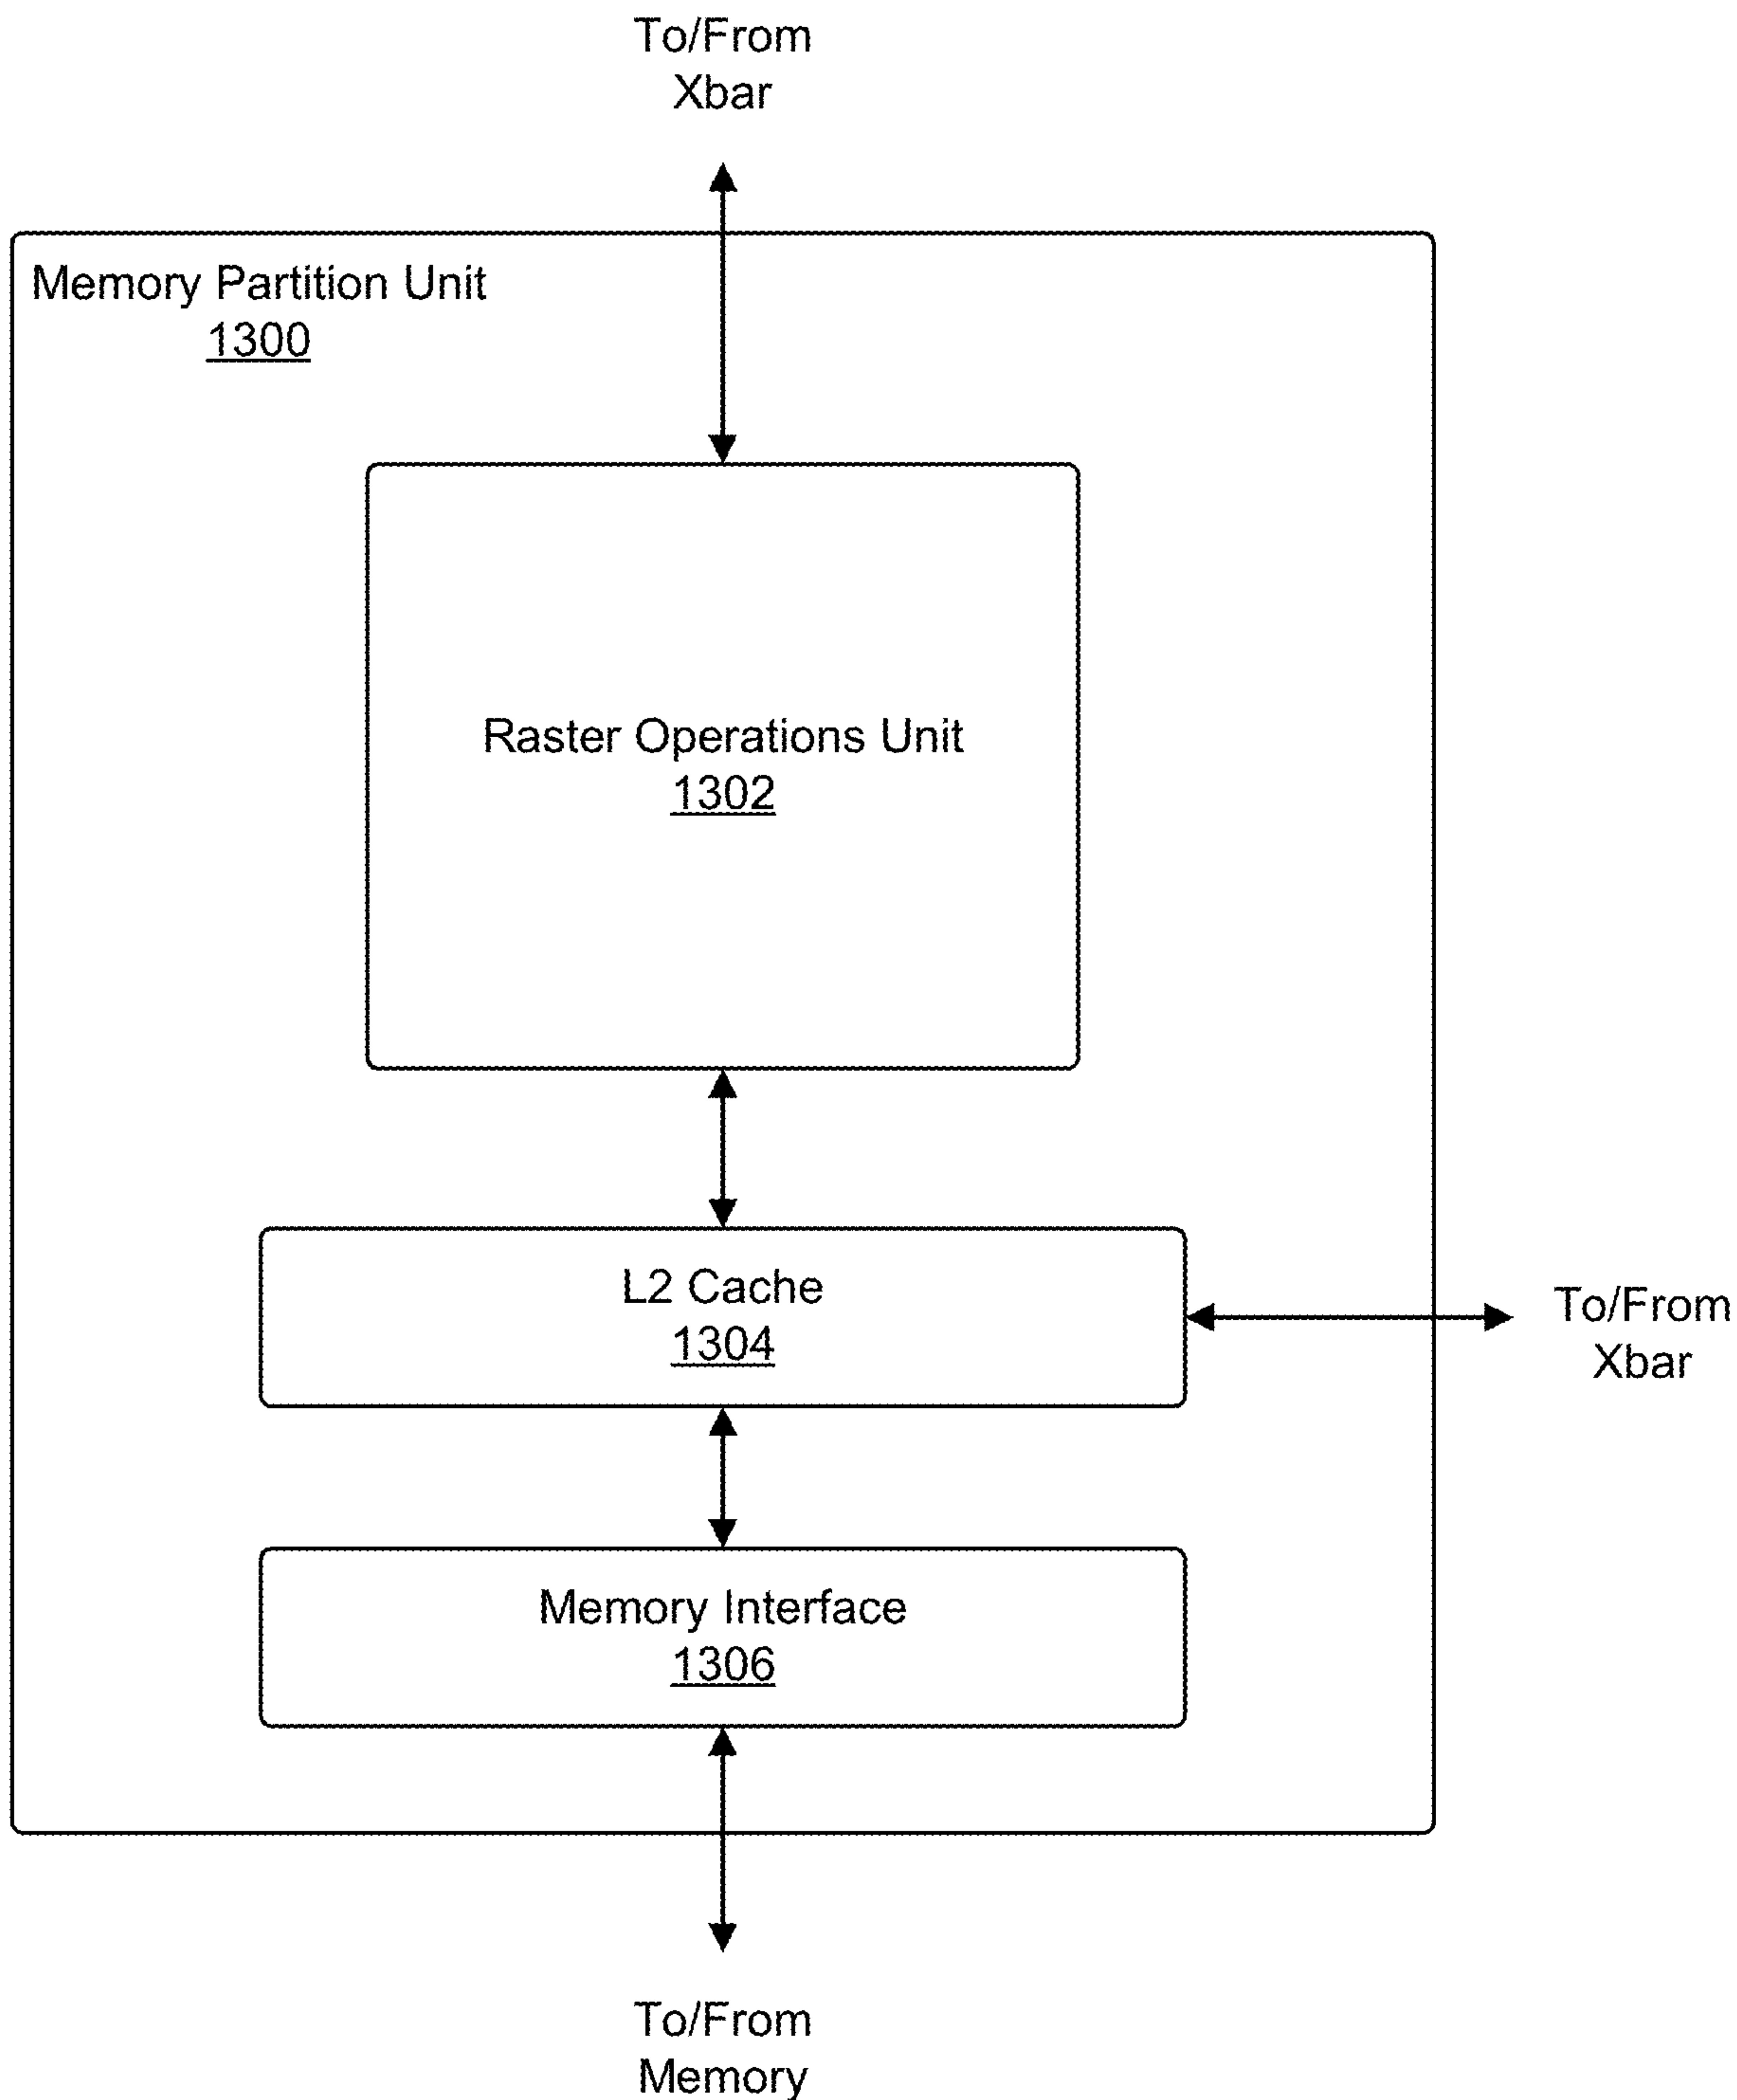 To/From
Xbar
Memory Partition Unit
1300
Raster Operations Unit
1302
L2 Cache
1304
To/From
Xbar
Memory Interface
1306
To/From
Memory